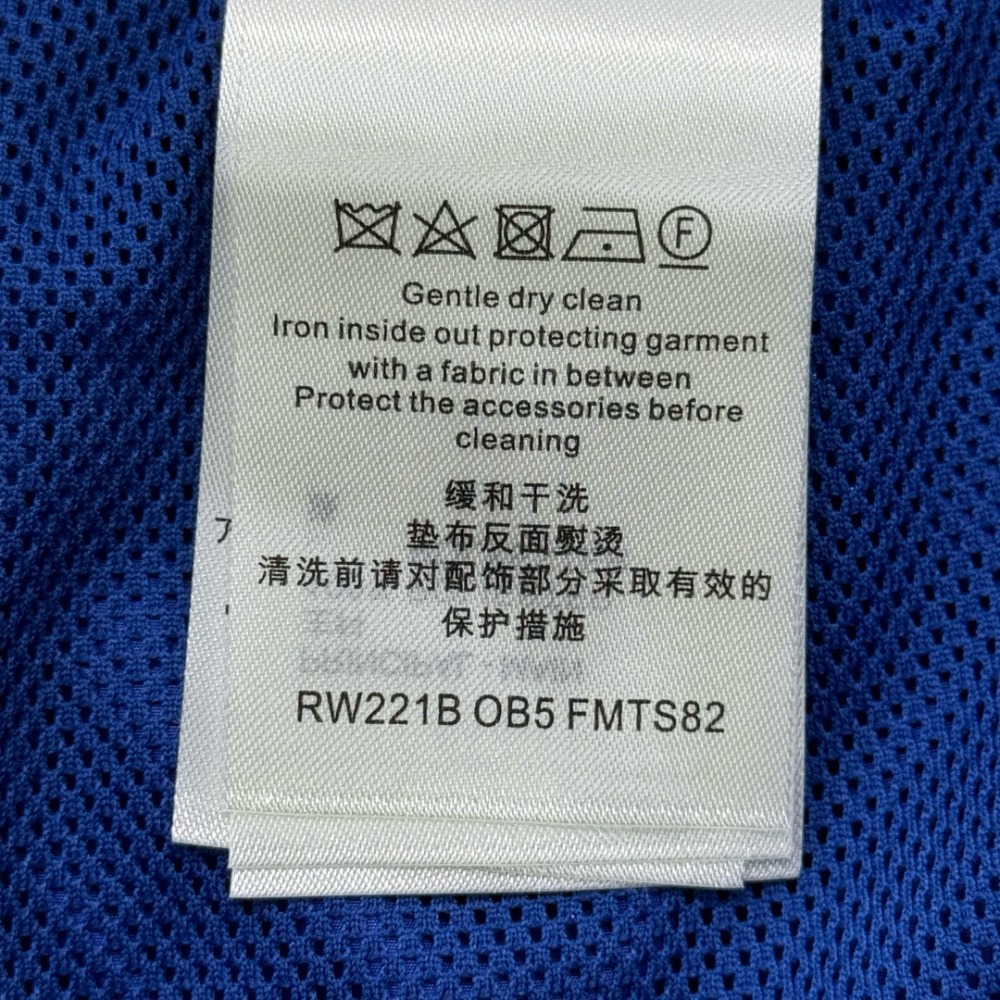 F
Gentle dry clean
Iron inside out protecting garment
with a fabric in between
Protect the accessories before
cleaning
缓和干洗
垫布反面熨烫
清洗前请对配饰部分采取有效的
保护措施
RW221B OB5 FMTS82